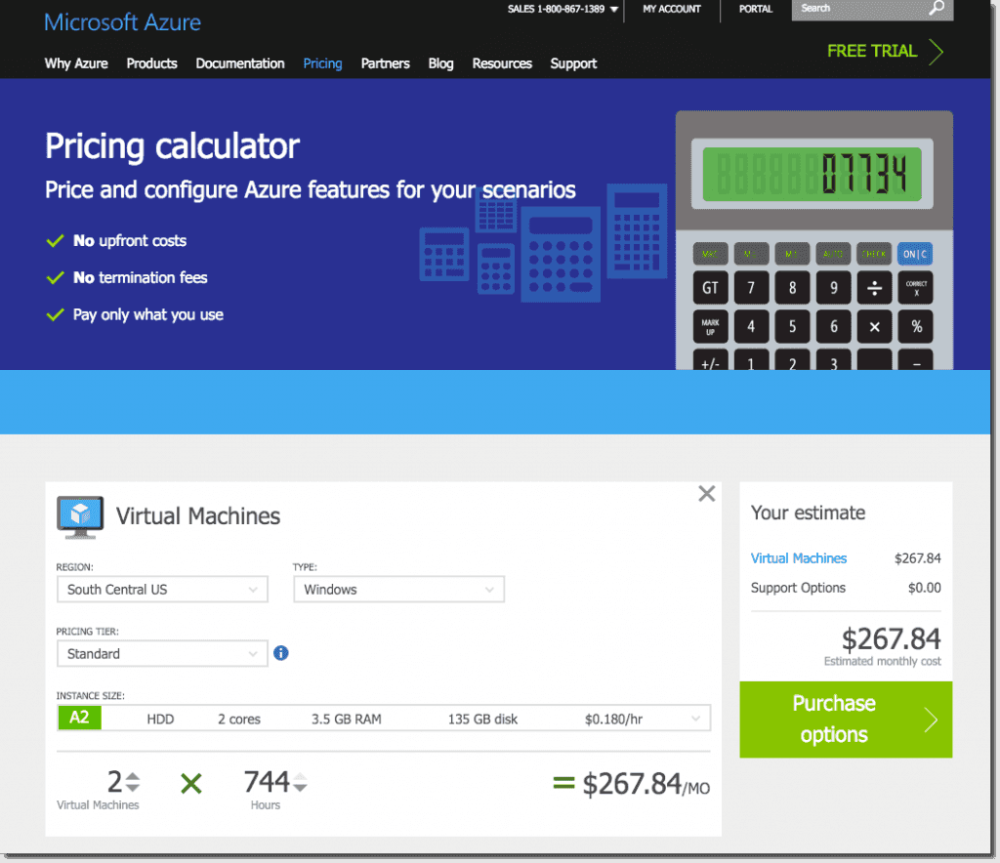 SALES 1-800-867-1389 MY ACCOUNT PORTAL Search
Microsoft Azure
FREE TRIAL
Why Azure Products Documentation Pricing Partners Blog Resources Support
Pricing calculator
Price and configure Azure features for your scenarios
No upfront costs
No termination fees
Pay only what you use
07734
AUTO CHECK ON|C
GT 7 8 9 ÷ CORRECT X
MARK UP 4 5 6 × %
+/- 1 2 3 −
Virtual Machines
REGION: TYPE:
South Central US Windows
PRICING TIER:
Standard
INSTANCE SIZE:
A2 HDD 2 cores 3.5 GB RAM 135 GB disk $0.180/hr
2 × 744 = $267.84/MO
Virtual Machines Hours
Your estimate
Virtual Machines $267.84
Support Options $0.00
$267.84
Estimated monthly cost
Purchase
options